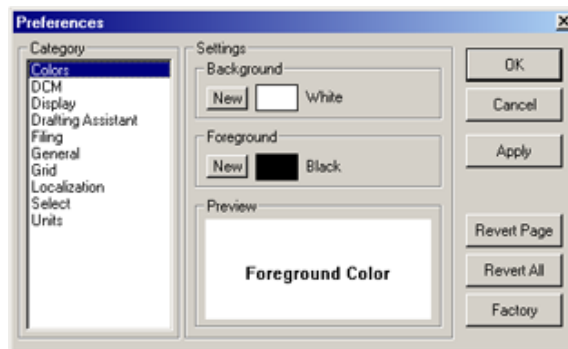 Preferences
Category
Colors
DCM
Display
Drafting Assistant
Filing
General
Grid
Localization
Select
Units
Settings
Background
New White
Foreground
New Black
Preview
Foreground Color
OK
Cancel
Apply
Revert Page
Revert All
Factory